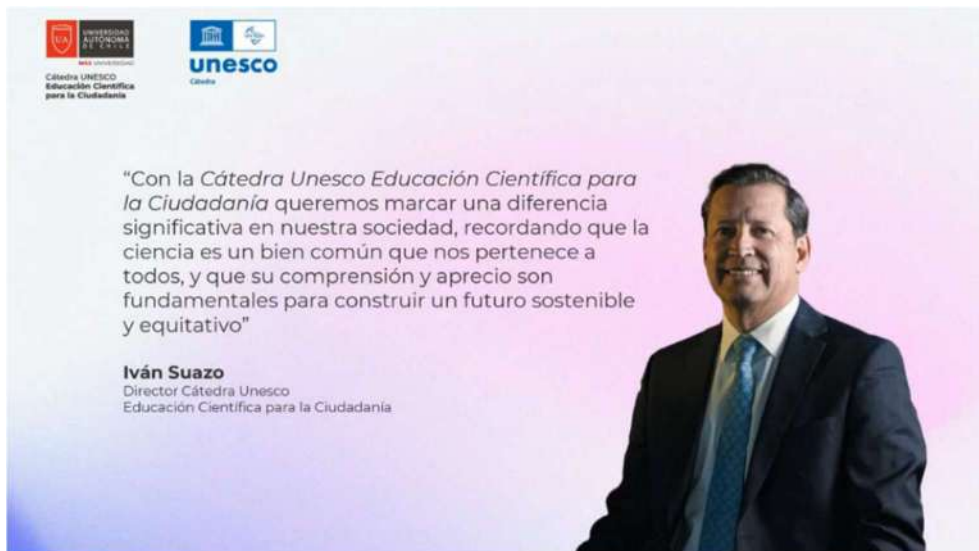 UA
UNIVERSIDAD
AUTÓNOMA
DE CHILE
MÁS UNIVERSIDAD
Cátedra UNESCO
Educación Científica
para la Ciudadanía
unesco
Cátedra
“Con la Cátedra Unesco Educación Científica para
la Ciudadanía queremos marcar una diferencia
significativa en nuestra sociedad, recordando que la
ciencia es un bien común que nos pertenece a
todos, y que su comprensión y aprecio son
fundamentales para construir un futuro sostenible
y equitativo”
Iván Suazo
Director Cátedra Unesco
Educación Científica para la Ciudadanía